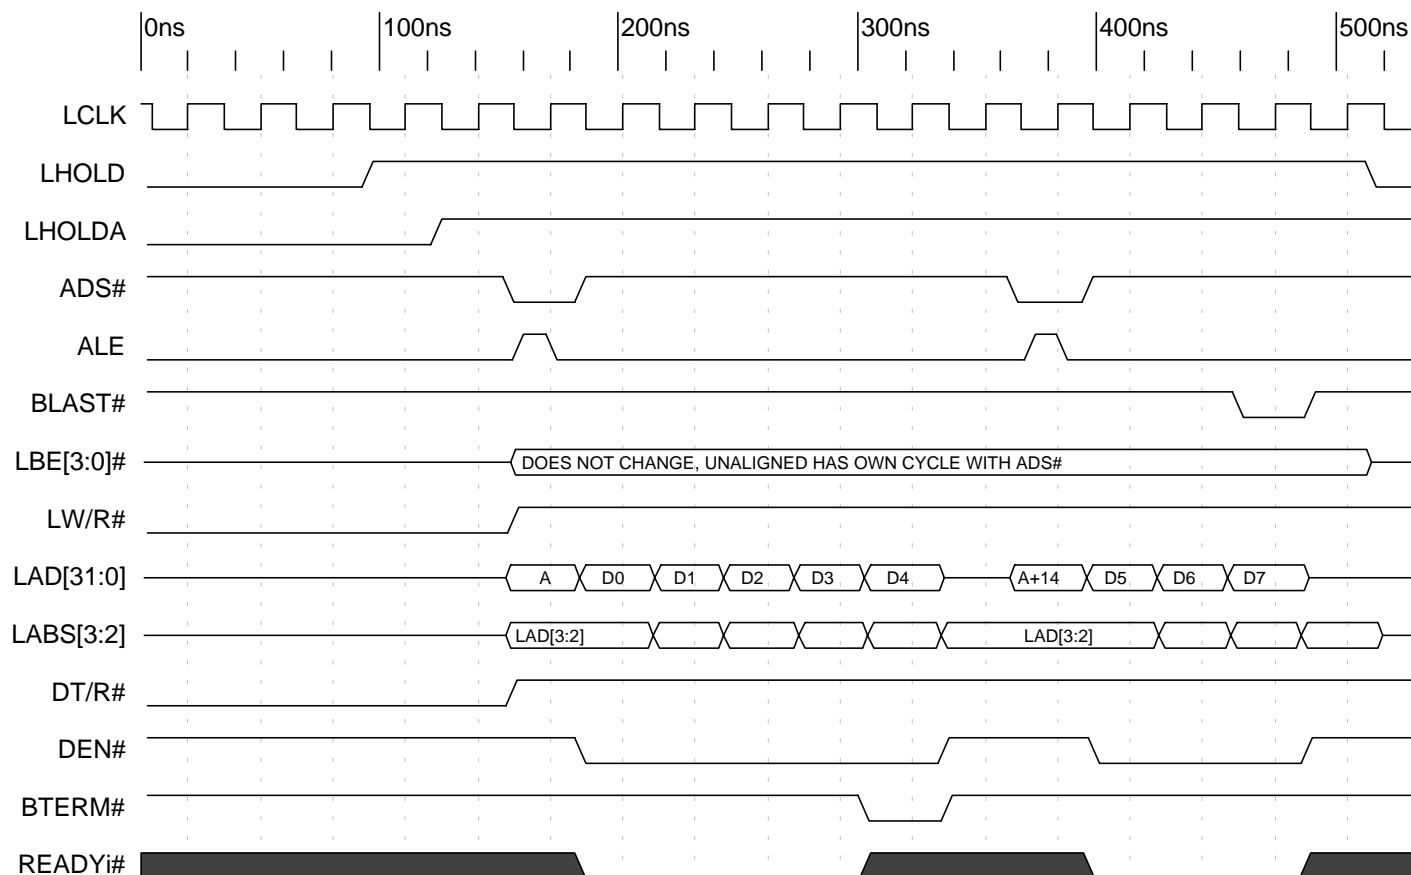 0ns 100ns 200ns 300ns 400ns 500ns
LCLK
LHOLD
LHOLDA
ADS#
ALE
BLAST#
LBE[3:0]# DOES NOT CHANGE, UNALIGNED HAS OWN CYCLE WITH ADS#
LW/R#
LAD[31:0] A D0 D1 D2 D3 D4 A+14 D5 D6 D7
LABS[3:2] LAD[3:2] LAD[3:2]
DT/R#
DEN#
BTERM#
READYi#